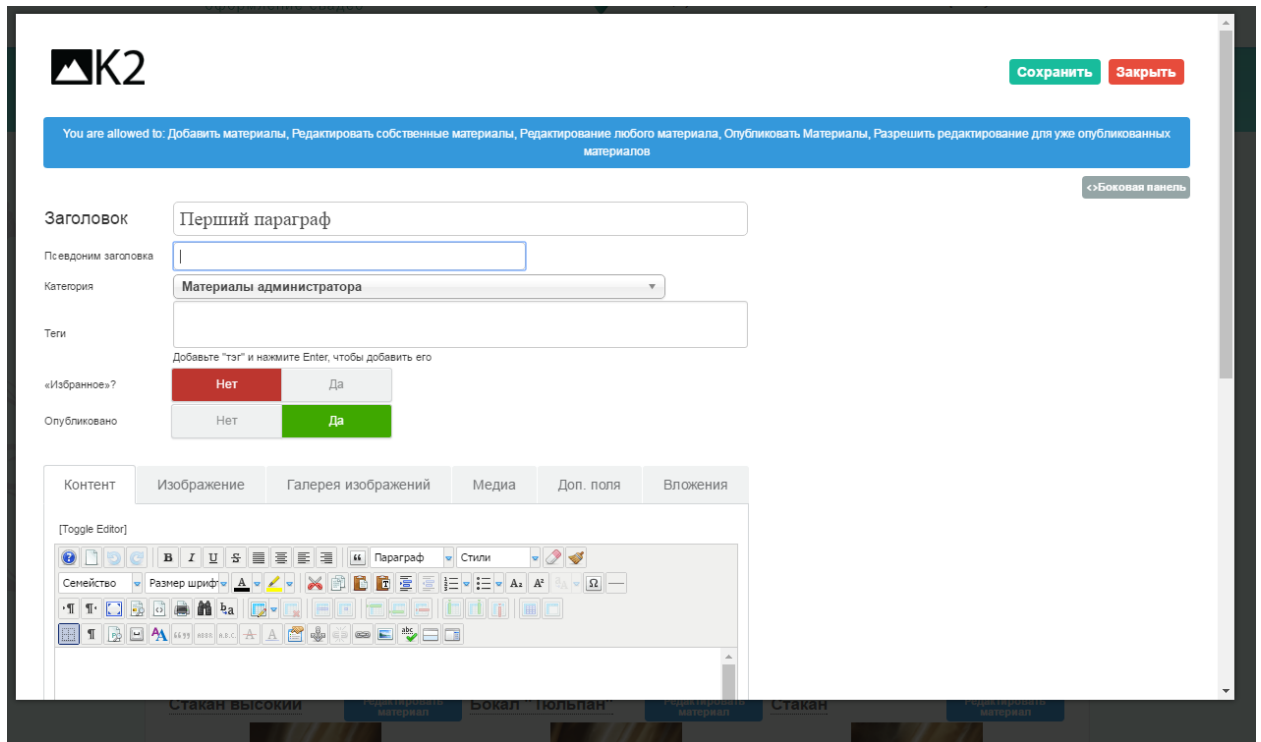 оформление свадеб
K2
Сохранить Закрыть
You are allowed to: Добавить материалы, Редактировать собственные материалы, Редактирование любого материала, Опубликовать Материалы, Разрешить редактирование для уже опубликованных
материалов
<>Боковая панель
Заголовок Перший параграф
Псевдоним заголовка
Категория Материалы администратора
Теги
Добавьте "тэг" и нажмите Enter, чтобы добавить его
«Избранное»? Нет Да
Опубликовано Нет Да
Контент Изображение Галерея изображений Медиа Доп. поля Вложения
[Toggle Editor]
B I U S Параграф Стили
Семейство Размер шрифт A
Стакан высокий Редактировать Бокал "Тюльпан" Редактировать Стакан Редактировать
материал материал материал